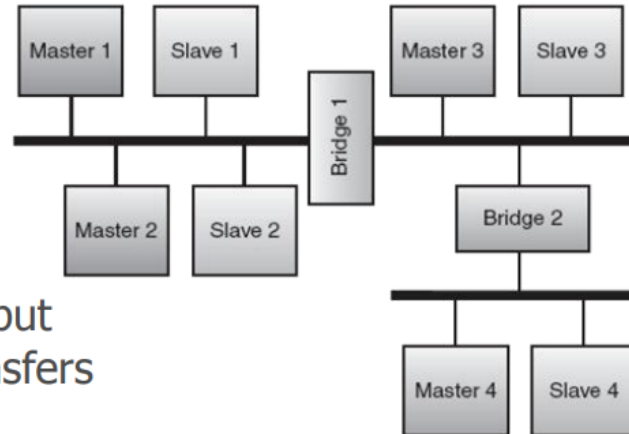 Master 1
Slave 1
Bridge 1
Master 3
Slave 3
Master 2
Slave 2
Bridge 2
put
sfers
Master 4
Slave 4